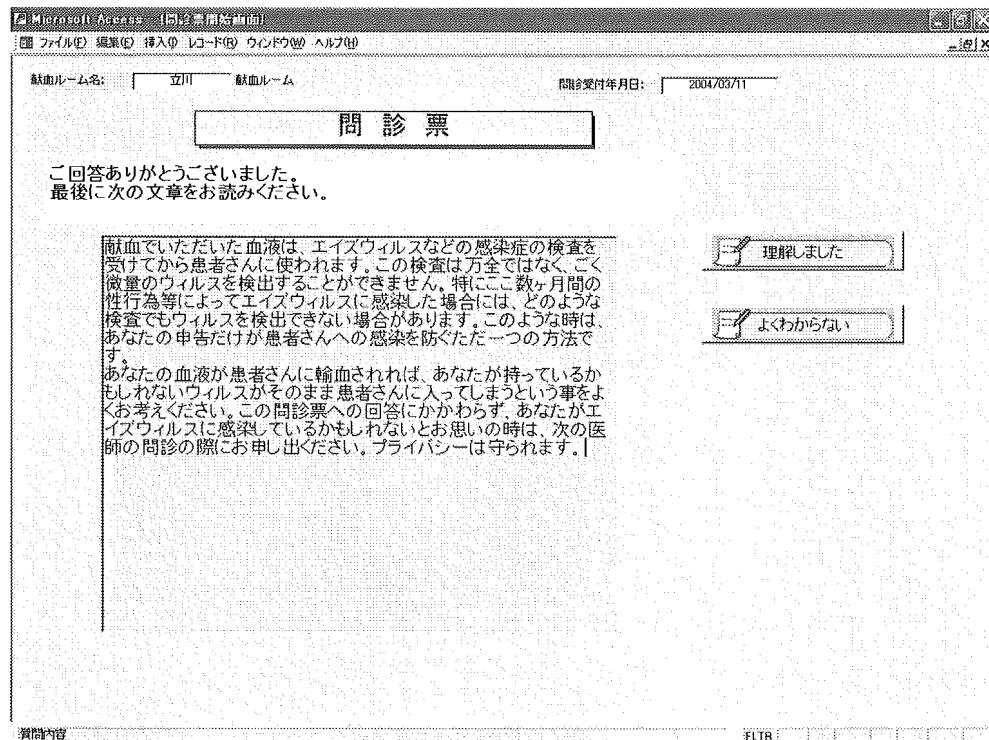 Microsoft Access - [問診票開始画面]
ファイル(F) 編集(E) 挿入(I) レコード(R) ウィンドウ(W) ヘルプ(H)
献血ルーム名: 立川 献血ルーム 問診受付年月日: 2004/03/11
問診票
ご回答ありがとうございました。
最後に次の文章をお読みください。
献血でいただいた血液は、エイズウィルスなどの感染症の検査を
受けてから患者さんに使われます。この検査は万全ではなく、ごく
微量のウィルスを検出することができません。特にここ数ヶ月間の
性行為等によってエイズウィルスに感染した場合には、どのような
検査でもウィルスを検出できない場合があります。このような時は、
あなたの申告だけが患者さんへの感染を防ぐただ一つの方法で
す。
あなたの血液が患者さんに輸血されれば、あなたが持っているか
もしれないウィルスがそのまま患者さんに入ってしまうという事をよ
くお考えください。この問診票への回答にかかわらず、あなたがエ
イズウィルスに感染しているかもしれないとお思いの時は、次の医
師の問診の際にお申し出ください。プライバシーは守られます。
理解しました
よくわからない
質問内容 FLTR